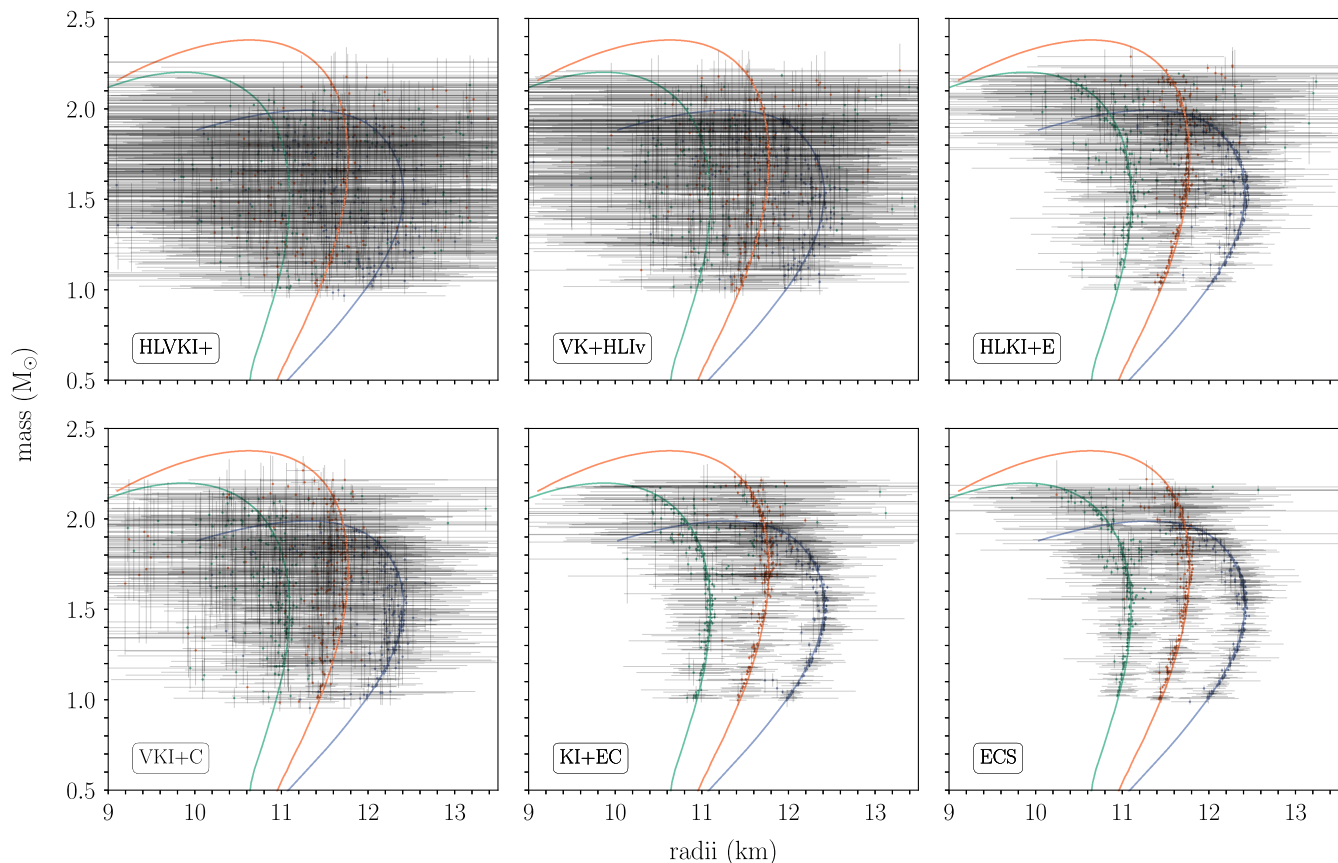 2.5
2.0
1.5
1.0
0.5
HLVKI+
VK+HLIv
HLKI+E
mass (M⊙)
2.5
2.0
1.5
1.0
0.5
VKI+C
KI+EC
ECS
9 10 11 12 13 9 10 11 12 13 9 10 11 12 13
radii (km)